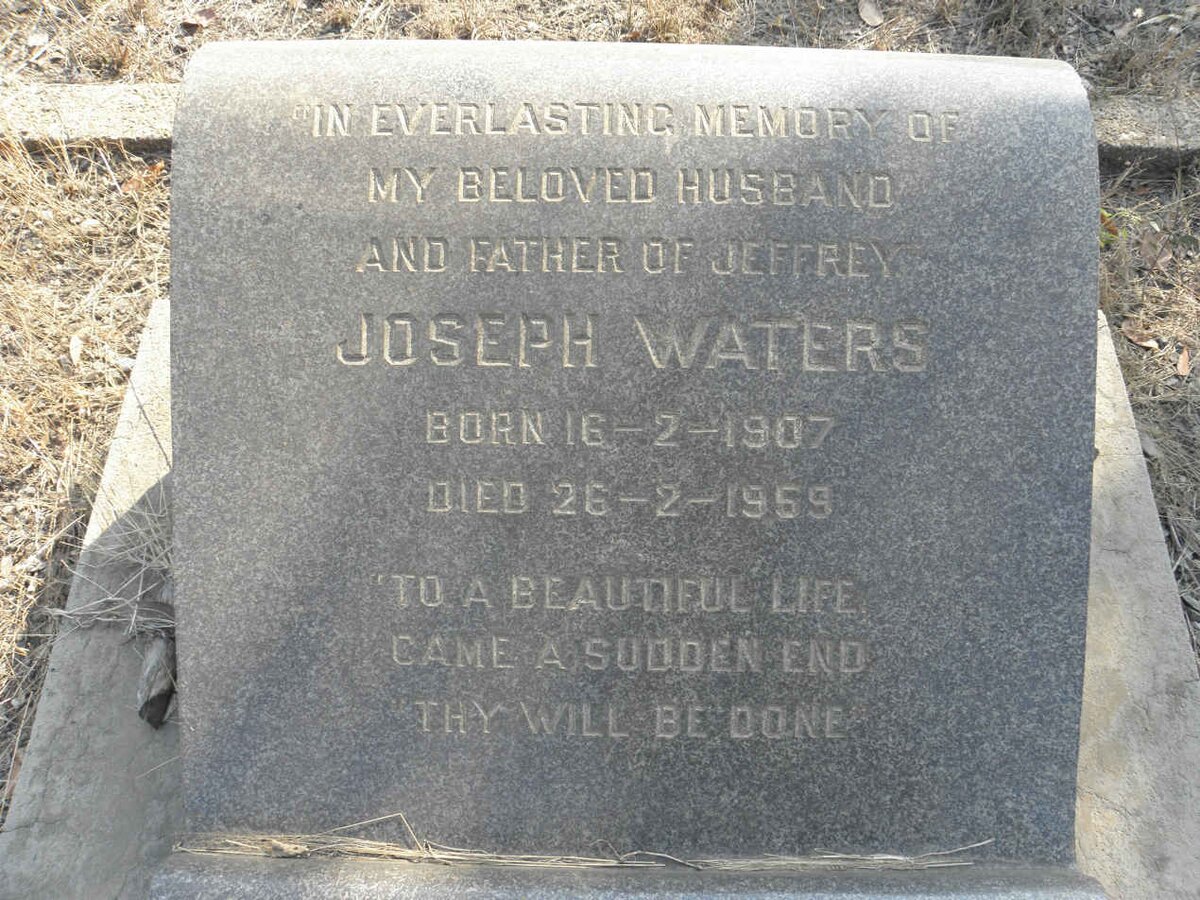 "IN EVERLASTING MEMORY OF
MY BELOVED HUSBAND
AND FATHER OF JEFFREY"
JOSEPH WATERS
BORN 16-2-1907
DIED 26-2-1959
"TO A BEAUTIFUL LIFE,
CAME A SUDDEN END
"THY WILL BE DONE"